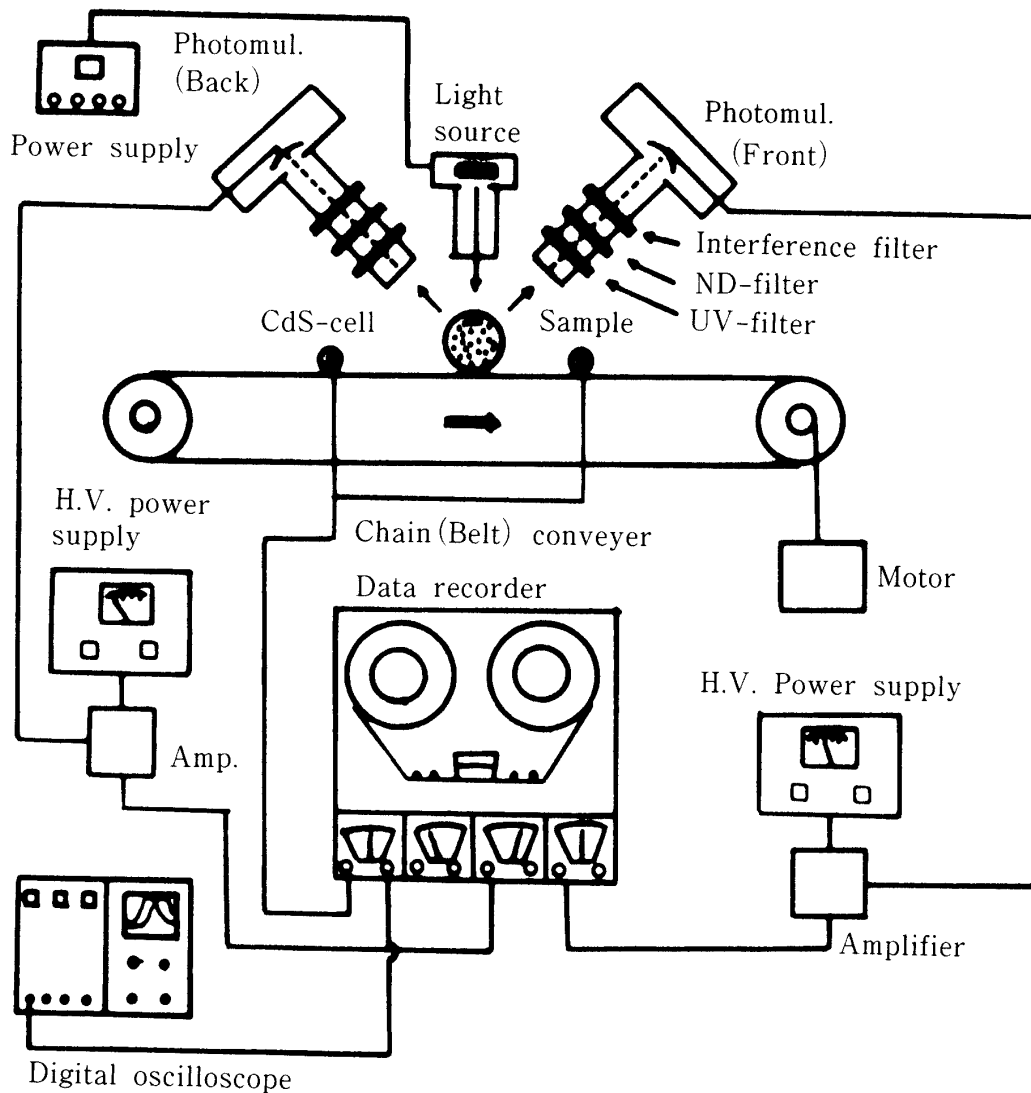 Photomul.
(Back)
Power supply
Light
source
Photomul.
(Front)
Interference filter
ND-filter
UV-filter
CdS-cell
Sample
H.V. power
supply
Chain(Belt) conveyer
Motor
Data recorder
H.V. Power supply
Amp.
Amplifier
Digital oscilloscope